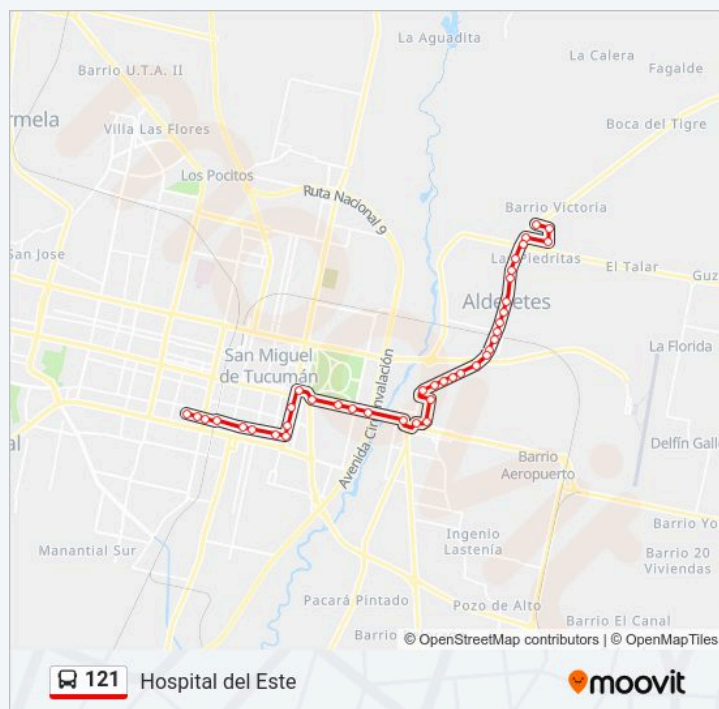 La Aguadita
La Calera
Barrio U.T.A. II
Fagalde
Boca del Tigre
rmela
Villa Las Flores
Los Pocitos
Ruta Nacional 9
Barrio Victoria
San Jose
Las Piedritas
El Talar
Guz
Alderetes
La Florida
San Miguel
de Tucumán
Avenida Circunvalación
al
Delfín Galle
Barrio
Aeropuerto
Barrio Yo
Manantial Sur
Ingenio
Lastenía
Barrio 20
Viviendas
Pacará Pintado
Pozo de Alto
Barrio El Canal
Barrio
© OpenStreetMap contributors | © OpenMapTiles
121 Hospital del Este
moovit